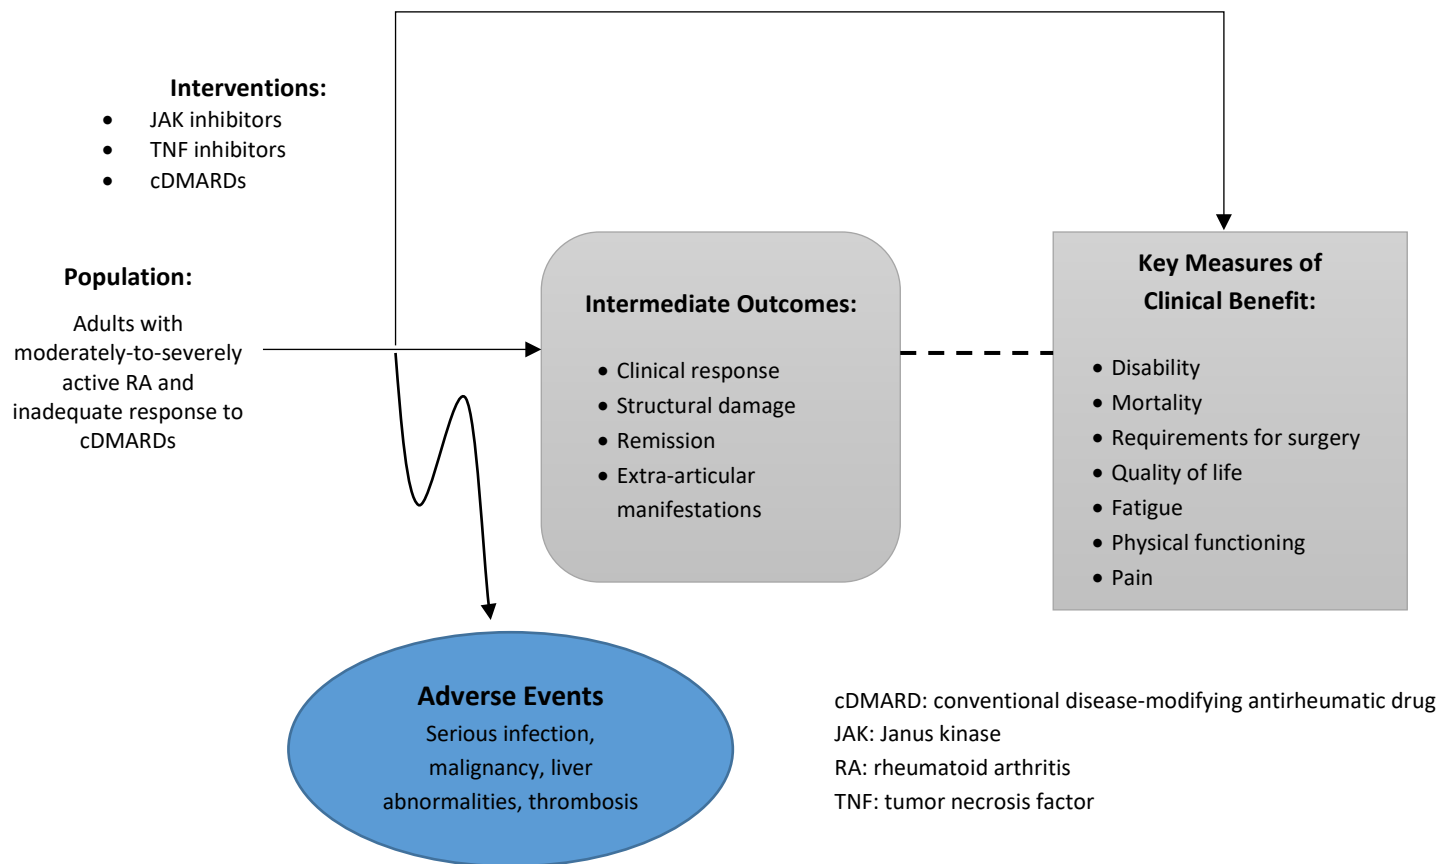 Interventions:
• JAK inhibitors
• TNF inhibitors
• cDMARDs
Population:
Adults with
moderately-to-severely
active RA and
inadequate response to
cDMARDs
Intermediate Outcomes:
• Clinical response
• Structural damage
• Remission
• Extra-articular
manifestations
Key Measures of
Clinical Benefit:
• Disability
• Mortality
• Requirements for surgery
• Quality of life
• Fatigue
• Physical functioning
• Pain
Adverse Events
Serious infection,
malignancy, liver
abnormalities, thrombosis
cDMARD: conventional disease-modifying antirheumatic drug
JAK: Janus kinase
RA: rheumatoid arthritis
TNF: tumor necrosis factor